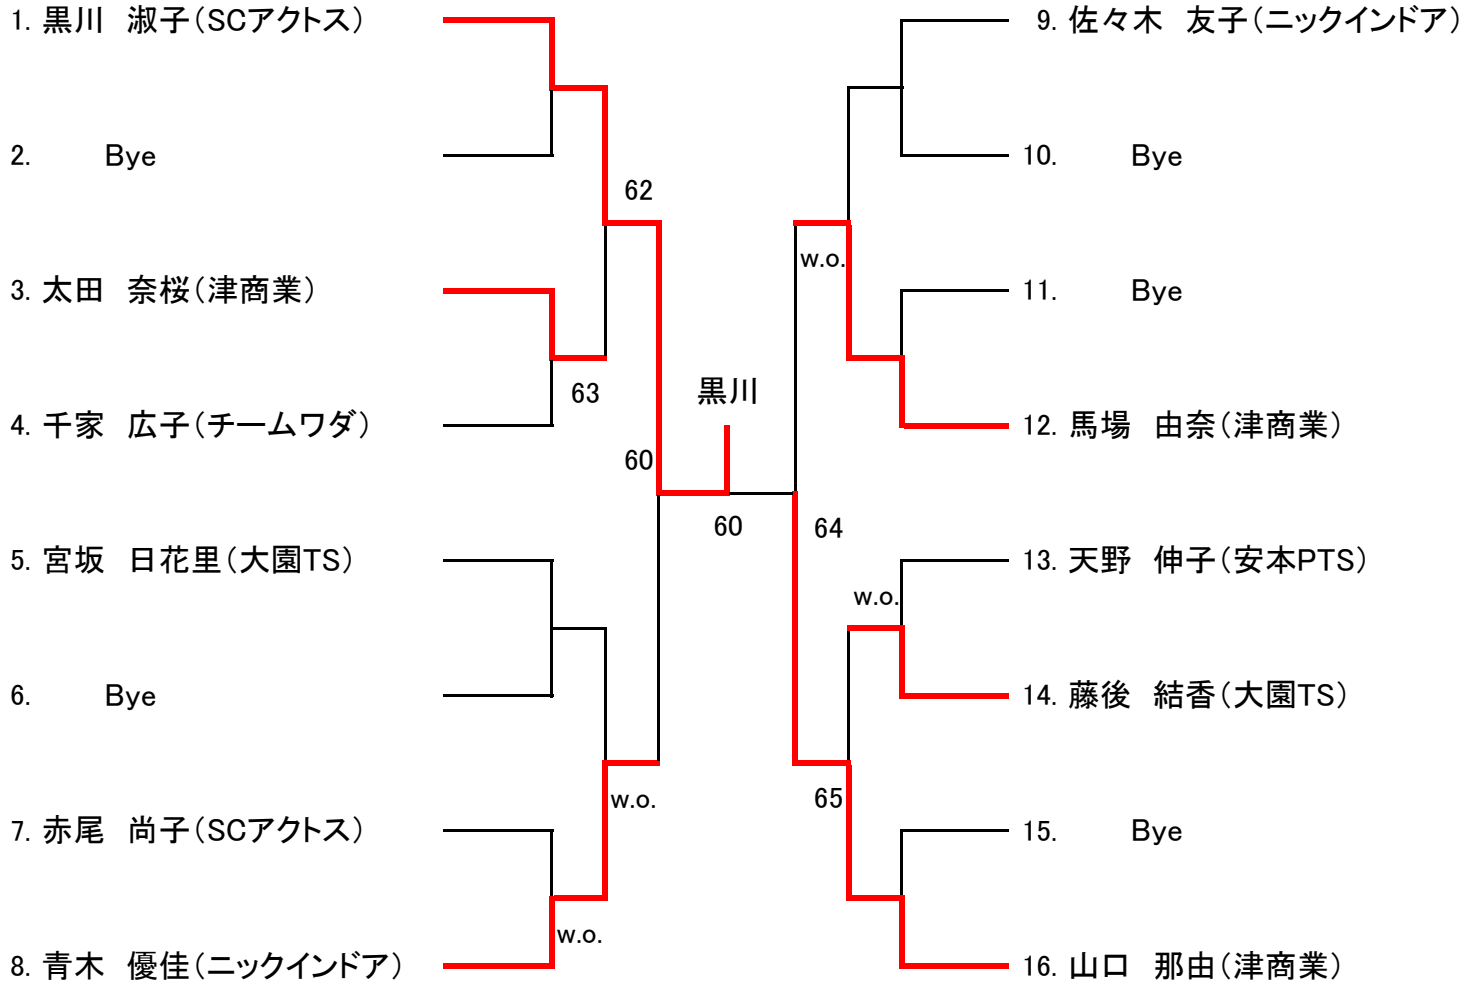 1. 黒川　淑子（SCアクトス）
2.　Bye
62
3. 太田　奈桜（津商業）
63
4. 千家　広子（チームワダ）
60
5. 宮坂　日花里（大園TS）
6.　Bye
w.o.
7. 赤尾　尚子（SCアクトス）
w.o.
8. 青木　優佳（ニックインドア）
黒川
60
9. 佐々木　友子（ニックインドア）
10.　Bye
w.o.
11.　Bye
12. 馬場　由奈（津商業）
64
13. 天野　伸子（安本PTS）
w.o.
14. 藤後　結香（大園TS）
65
15.　Bye
16. 山口　那由（津商業）